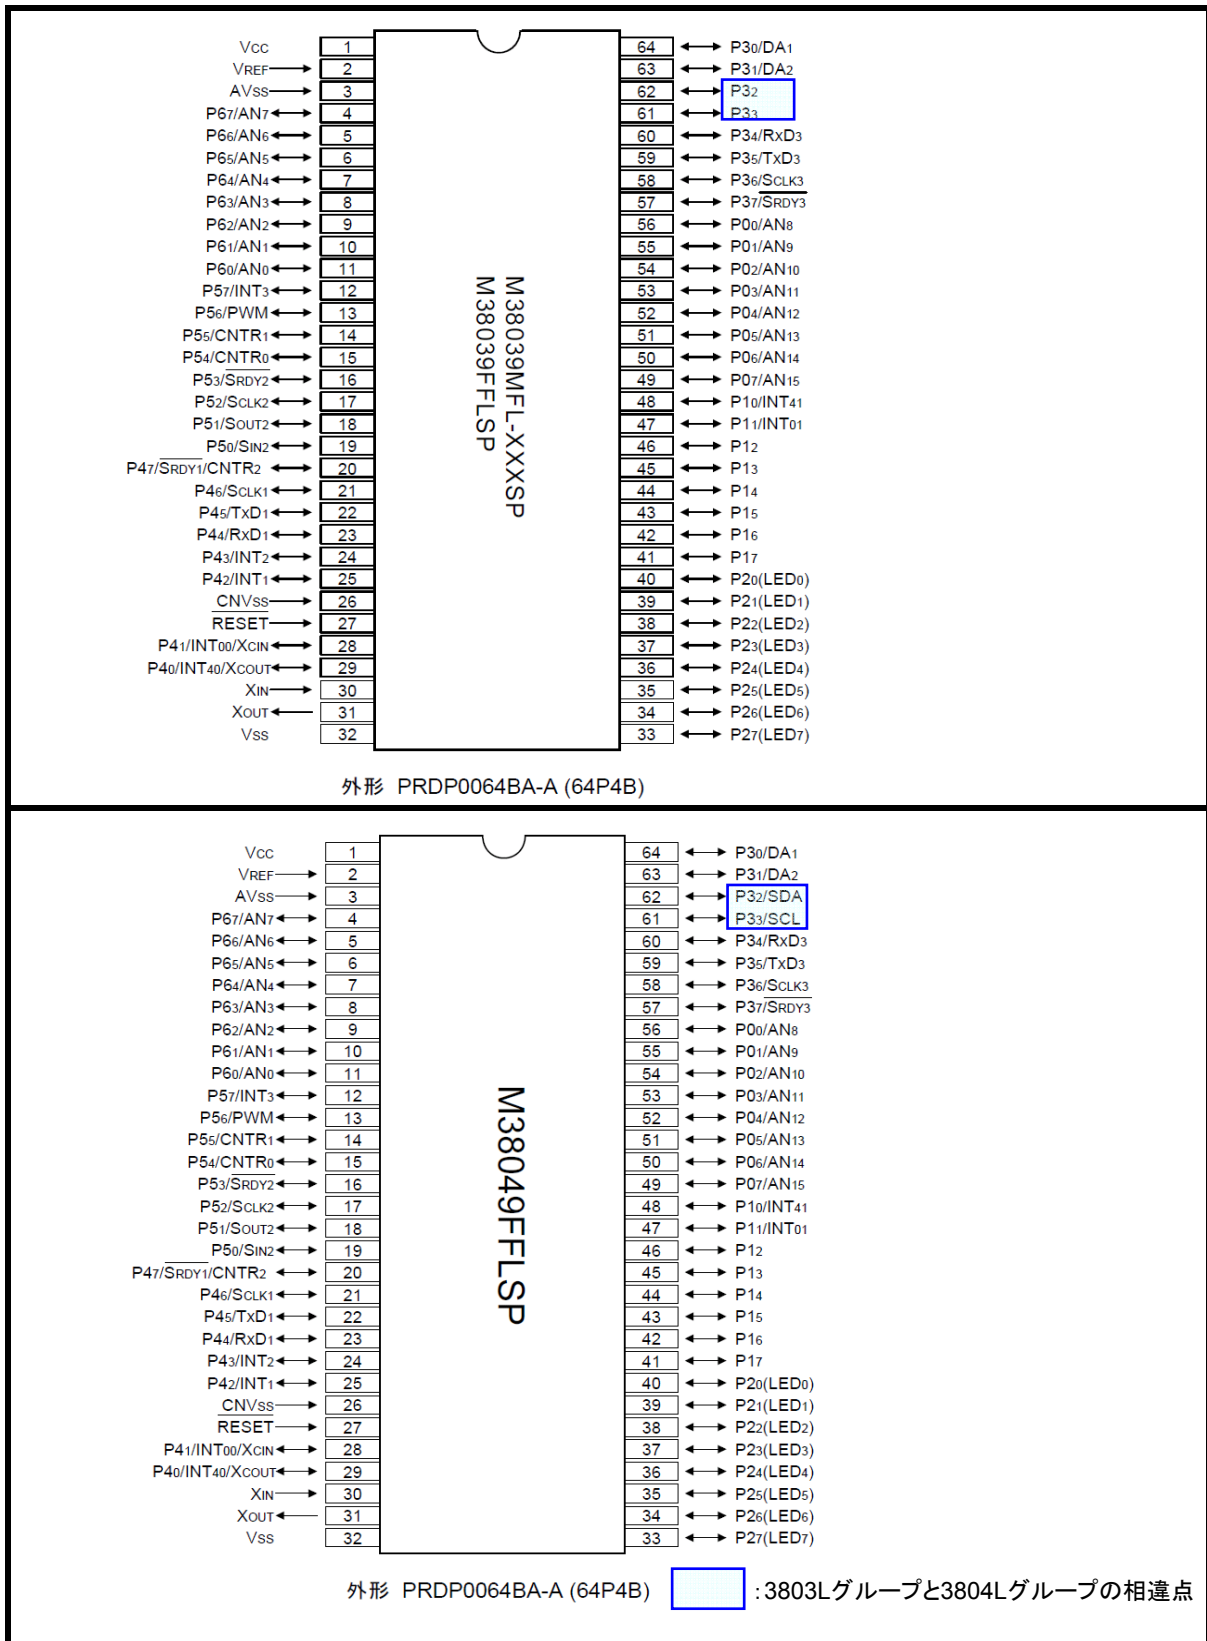 Vcc 1 64 P30/DA1
VREF 2 63 P31/DA2
AVss 3 62 P32
P67/AN7 4 61 P33
P66/AN6 5 60 P34/RxD3
P65/AN5 6 59 P35/TxD3
P64/AN4 7 58 P36/SCLK3
P63/AN3 8 57 P37/SRDY3
P62/AN2 9 56 P00/AN8
P61/AN1 10 55 P01/AN9
P60/AN0 11 54 P02/AN10
P57/INT3 12 53 P03/AN11
P56/PWM 13 52 P04/AN12
P55/CNTR1 14 51 P05/AN13
P54/CNTR0 15 50 P06/AN14
P53/SRDY2 16 49 P07/AN15
P52/SCLK2 17 48 P10/INT41
P51/SOUT2 18 47 P11/INT01
P50/SIN2 19 46 P12
P47/SRDY1/CNTR2 20 45 P13
P46/SCLK1 21 44 P14
P45/TxD1 22 43 P15
P44/RxD1 23 42 P16
P43/INT2 24 41 P17
P42/INT1 25 40 P20(LED0)
CNVss 26 39 P21(LED1)
RESET 27 38 P22(LED2)
P41/INT00/XCIN 28 37 P23(LED3)
P40/INT40/XCOUT 29 36 P24(LED4)
XIN 30 35 P25(LED5)
XOUT 31 34 P26(LED6)
Vss 32 33 P27(LED7)
M38039MFL-XXXSP
M38039FFLSP
外形 PRDP0064BA-A (64P4B)
Vcc 1 64 P30/DA1
VREF 2 63 P31/DA2
AVss 3 62 P32/SDA
P67/AN7 4 61 P33/SCL
P66/AN6 5 60 P34/RxD3
P65/AN5 6 59 P35/TxD3
P64/AN4 7 58 P36/SCLK3
P63/AN3 8 57 P37/SRDY3
P62/AN2 9 56 P00/AN8
P61/AN1 10 55 P01/AN9
P60/AN0 11 54 P02/AN10
P57/INT3 12 53 P03/AN11
P56/PWM 13 52 P04/AN12
P55/CNTR1 14 51 P05/AN13
P54/CNTR0 15 50 P06/AN14
P53/SRDY2 16 49 P07/AN15
P52/SCLK2 17 48 P10/INT41
P51/SOUT2 18 47 P11/INT01
P50/SIN2 19 46 P12
P47/SRDY1/CNTR2 20 45 P13
P46/SCLK1 21 44 P14
P45/TxD1 22 43 P15
P44/RxD1 23 42 P16
P43/INT2 24 41 P17
P42/INT1 25 40 P20(LED0)
CNVss 26 39 P21(LED1)
RESET 27 38 P22(LED2)
P41/INT00/XCIN 28 37 P23(LED3)
P40/INT40/XCOUT 29 36 P24(LED4)
XIN 30 35 P25(LED5)
XOUT 31 34 P26(LED6)
Vss 32 33 P27(LED7)
M38049FFLSP
外形 PRDP0064BA-A (64P4B) :3803Lグループと3804Lグループの相違点